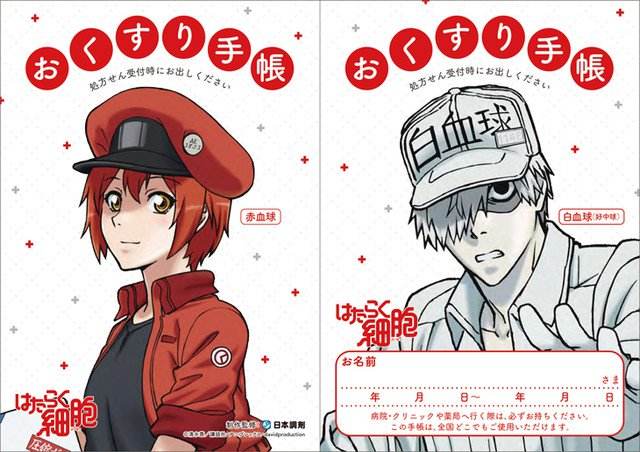 おくすり手帳
処方せん受付時にお出しください
赤血球
はたらく細胞
制作監修
日本調剤
おくすり手帳
処方せん受付時にお出しください
白血球
白血球(好中球)
はたらく細胞
お名前
さま
年 月 日～ 年 月 日
病院・クリニックや薬局へ行く際は、必ずお持ちください。
この手帳は、全国どこでもご使用いただけます。